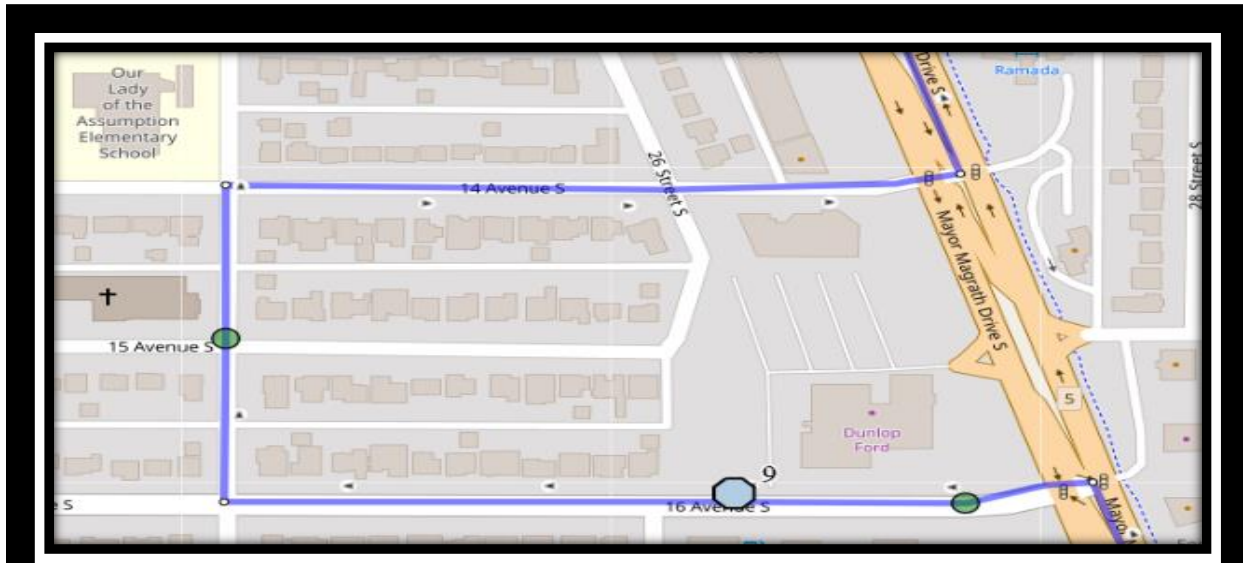 Our
Lady
of the
Assumption
Elementary
School
Drive S
Ramada
26 Street S
14 Avenue S
28 Street S
Mayor Magrath Drive S
15 Avenue S
5
Dunlop
Ford
9
e S
16 Avenue S
Mayor